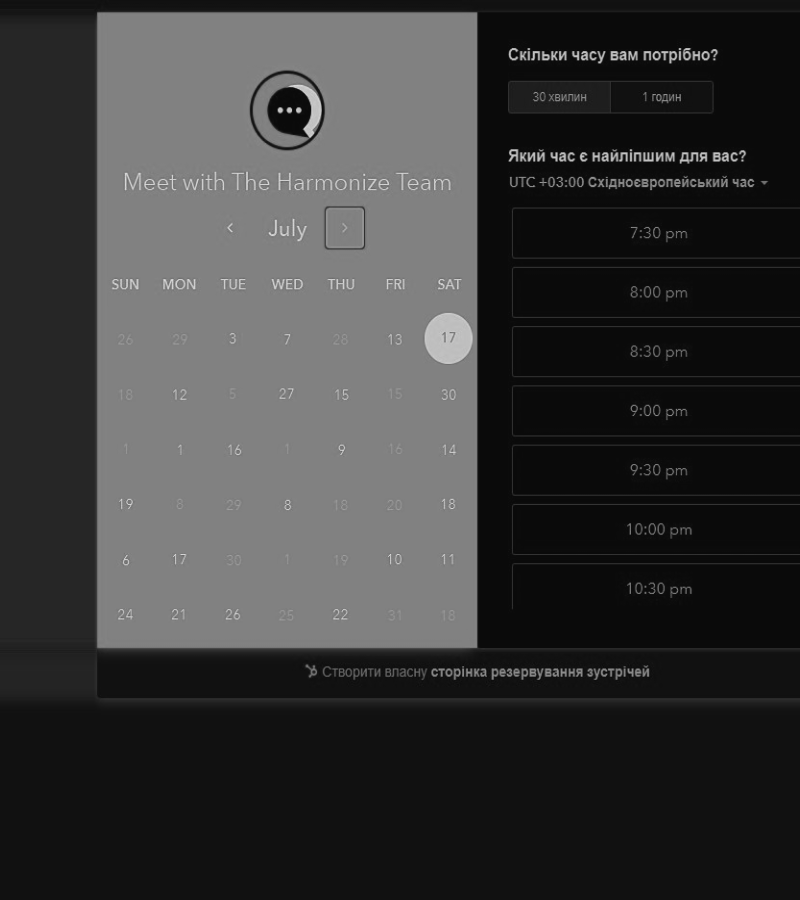 Meet with The Harmonize Team
July
SUN MON TUE WED THU FRI SAT
26 29 3 7 28 13 17
18 12 5 27 15 15 30
1 1 16 1 9 16 14
19 8 29 8 18 20 18
6 17 30 1 19 10 11
24 21 26 25 22 31 18
Скільки часу вам потрібно?
30 хвилин 1 годин
Який час є найліпшим для вас?
UTC +03:00 Східноєвропейський час
7:30 pm
8:00 pm
8:30 pm
9:00 pm
9:30 pm
10:00 pm
10:30 pm
Створити власну сторінка резервування зустрічей